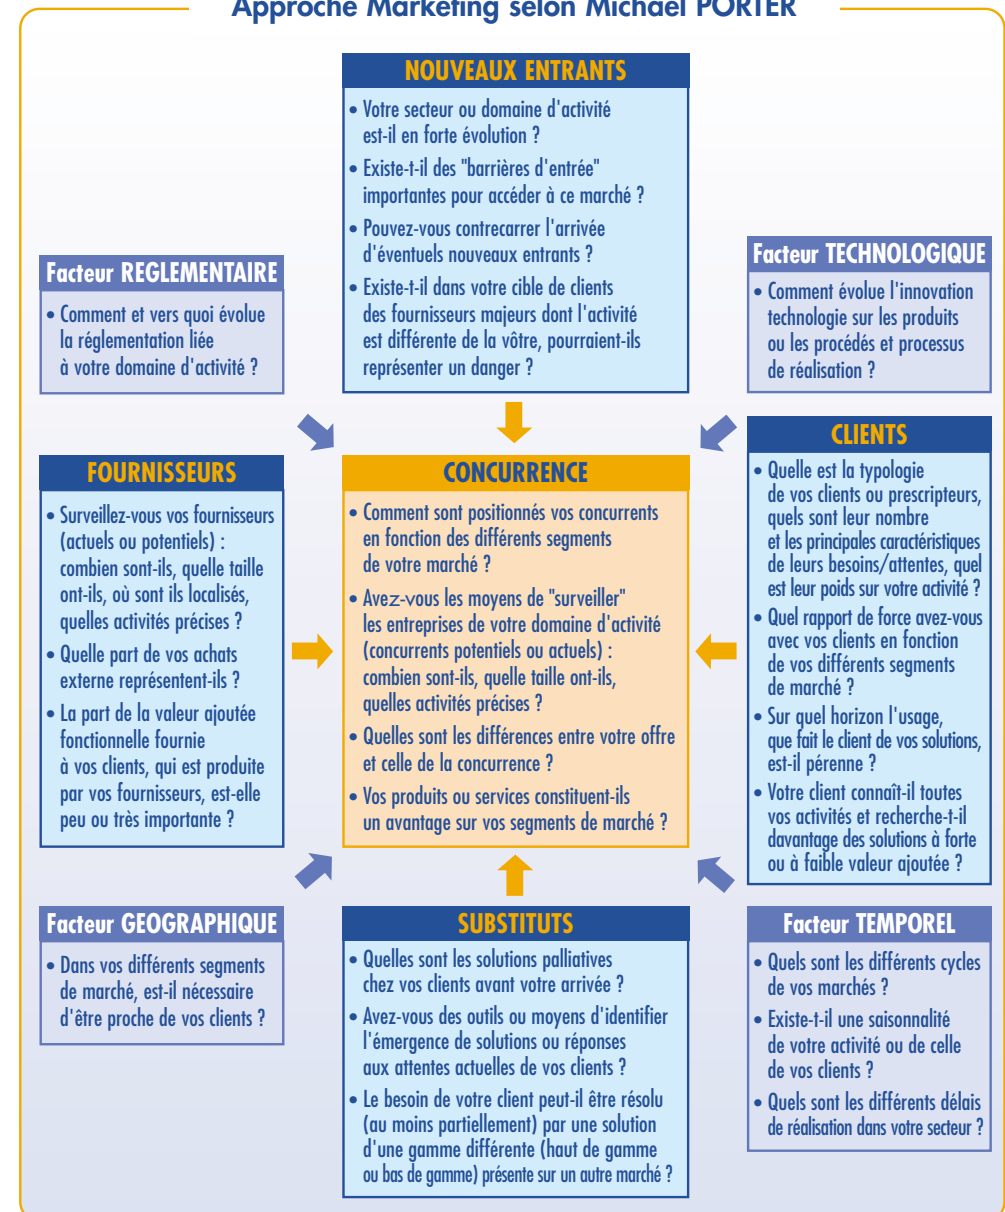 Approche Marketing selon Michael PORTER
NOUVEAUX ENTRANTS
• Votre secteur ou domaine d'activité
est-il en forte évolution ?
• Existe-t-il des "barrières d'entrée"
importantes pour accéder à ce marché ?
• Pouvez-vous contrecarrer l'arrivée
d'éventuels nouveaux entrants ?
• Existe-t-il dans votre cible de clients
des fournisseurs majeurs dont l'activité
est différente de la vôtre, pourraient-ils
représenter un danger ?
Facteur REGLEMENTAIRE
• Comment et vers quoi évolue
la réglementation liée
à votre domaine d'activité ?
Facteur TECHNOLOGIQUE
• Comment évolue l'innovation
technologie sur les produits
ou les procédés et processus
de réalisation ?
FOURNISSEURS
• Surveillez-vous vos fournisseurs
(actuels ou potentiels) :
combien sont-ils, quelle taille
ont-ils, où sont ils localisés,
quelles activités précises ?
• Quelle part de vos achats
externe représentent-ils ?
• La part de la valeur ajoutée
fonctionnelle fournie
à vos clients, qui est produite
par vos fournisseurs, est-elle
peu ou très importante ?
CONCURRENCE
• Comment sont positionnés vos concurrents
en fonction des différents segments
de votre marché ?
• Avez-vous les moyens de "surveiller"
les entreprises de votre domaine d'activité
(concurrents potentiels ou actuels) :
combien sont-ils, quelle taille ont-ils,
quelles activités précises ?
• Quelles sont les différences entre votre offre
et celle de la concurrence ?
• Vos produits ou services constituent-ils
un avantage sur vos segments de marché ?
CLIENTS
• Quelle est la typologie
de vos clients ou prescripteurs,
quels sont leur nombre
et les principales caractéristiques
de leurs besoins/attentes, quel
est leur poids sur votre activité ?
• Quel rapport de force avez-vous
avec vos clients en fonction
de vos différents segments
de marché ?
• Sur quel horizon l'usage,
que fait le client de vos solutions,
est-il pérenne ?
• Votre client connaît-il toutes
vos activités et recherche-t-il
davantage des solutions à forte
ou à faible valeur ajoutée ?
Facteur GEOGRAPHIQUE
• Dans vos différents segments
de marché, est-il nécessaire
d'être proche de vos clients ?
SUBSTITUTS
• Quelles sont les solutions palliatives
chez vos clients avant votre arrivée ?
• Avez-vous des outils ou moyens d'identifier
l'émergence de solutions ou réponses
aux attentes actuelles de vos clients ?
• Le besoin de votre client peut-il être résolu
(au moins partiellement) par une solution
d'une gamme différente (haut de gamme
ou bas de gamme) présente sur un autre marché ?
Facteur TEMPOREL
• Quels sont les différents cycles
de vos marchés ?
• Existe-t-il une saisonnalité
de votre activité ou de celle
de vos clients ?
• Quels sont les différents délais
de réalisation dans votre secteur ?